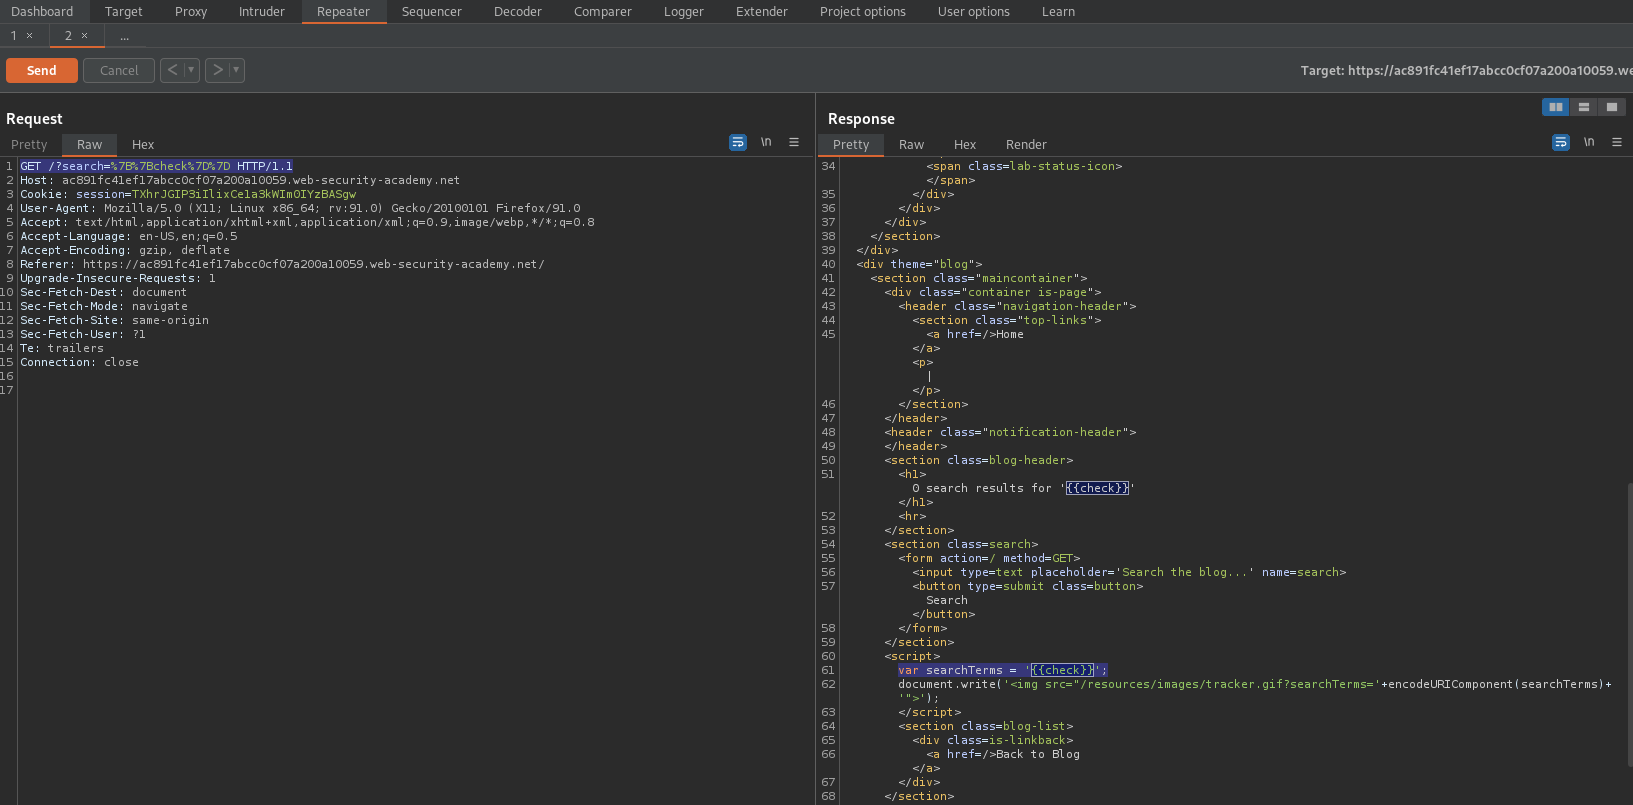 Dashboard Target Proxy Intruder Repeater Sequencer Decoder Comparer Logger Extender Project options User options Learn
1 × 2 × ...
Send Cancel < > Target: https://ac891fc41ef17abcc0cf07a200a10059.we
Request
Pretty Raw Hex \n
1 GET /?search=%7B%7Bcheck%7D%7D HTTP/1.1
2 Host: ac891fc41ef17abcc0cf07a200a10059.web-security-academy.net
3 Cookie: session=TXhrJGIP3iIlixCela3kWIm0IYzBASgw
4 User-Agent: Mozilla/5.0 (X11; Linux x86_64; rv:91.0) Gecko/20100101 Firefox/91.0
5 Accept: text/html,application/xhtml+xml,application/xml;q=0.9,image/webp,*/*;q=0.8
6 Accept-Language: en-US,en;q=0.5
7 Accept-Encoding: gzip, deflate
8 Referer: https://ac891fc41ef17abcc0cf07a200a10059.web-security-academy.net/
9 Upgrade-Insecure-Requests: 1
10 Sec-Fetch-Dest: document
11 Sec-Fetch-Mode: navigate
12 Sec-Fetch-Site: same-origin
13 Sec-Fetch-User: ?1
14 Te: trailers
15 Connection: close
16
17
Response
Pretty Raw Hex Render \n
34 <span class=lab-status-icon>
</span>
35 </div>
36 </div>
37 </div>
38 </section>
39 </div>
40 <div theme="blog">
41 <section class="maincontainer">
42 <div class="container is-page">
43 <header class="navigation-header">
44 <section class="top-links">
45 <a href=/>Home
</a>
<p>
|
</p>
46 </section>
47 </header>
48 <header class="notification-header">
49 </header>
50 <section class=blog-header>
51 <h1>
0 search results for '{{check}}'
</h1>
52 <hr>
53 </section>
54 <section class=search>
55 <form action=/ method=GET>
56 <input type=text placeholder='Search the blog...' name=search>
57 <button type=submit class=button>
Search
</button>
58 </form>
59 </section>
60 <script>
61 var searchTerms = '{{check}}';
62 document.write('<img src="/resources/images/tracker.gif?searchTerms='+encodeURIComponent(searchTerms)+
'">');
63 </script>
64 <section class=blog-list>
65 <div class=is-linkback>
66 <a href=/>Back to Blog
</a>
67 </div>
68 </section>